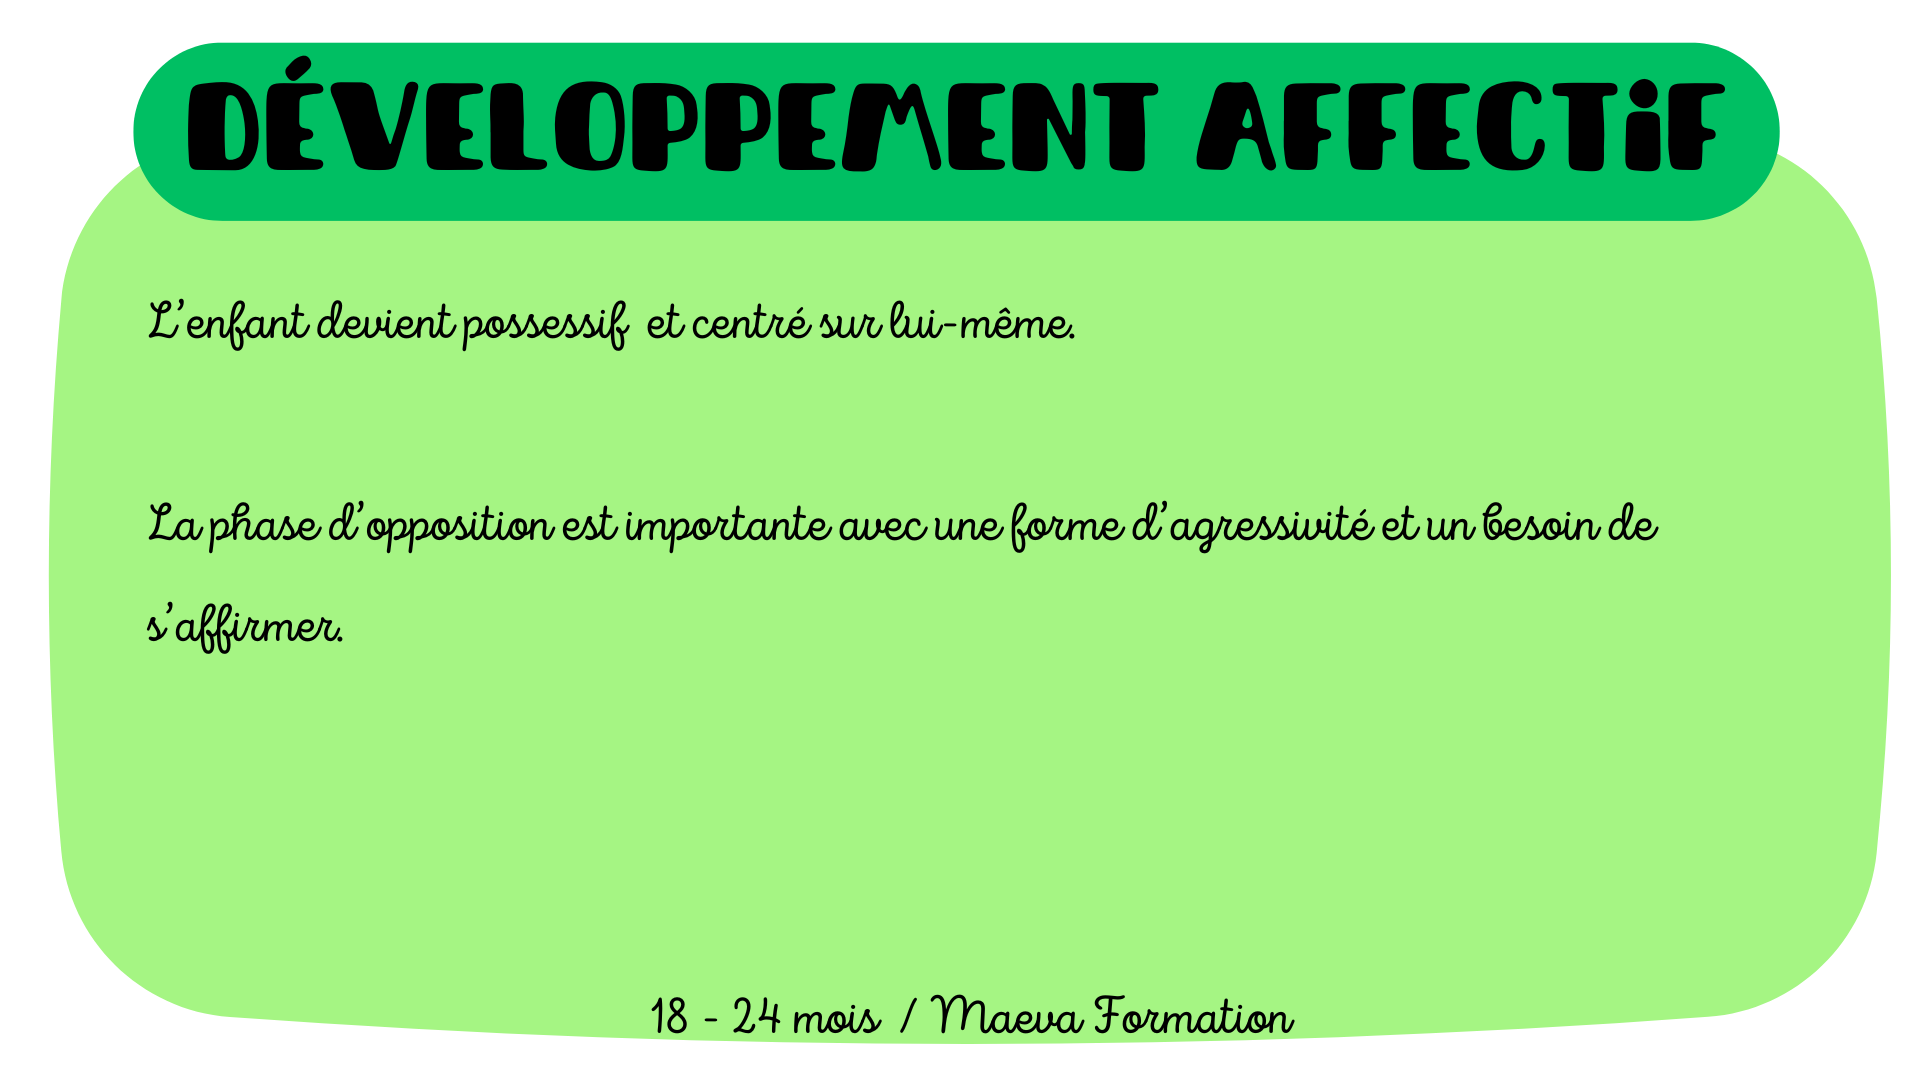 DÉVELOPPEMENT AFFECTiF
L'enfant devient possessif et centré sur lui-même.
La phase d'opposition est importante avec une forme d'agressivité et un besoin de
s'affirmer.
18 - 24 mois / Maeva Formation